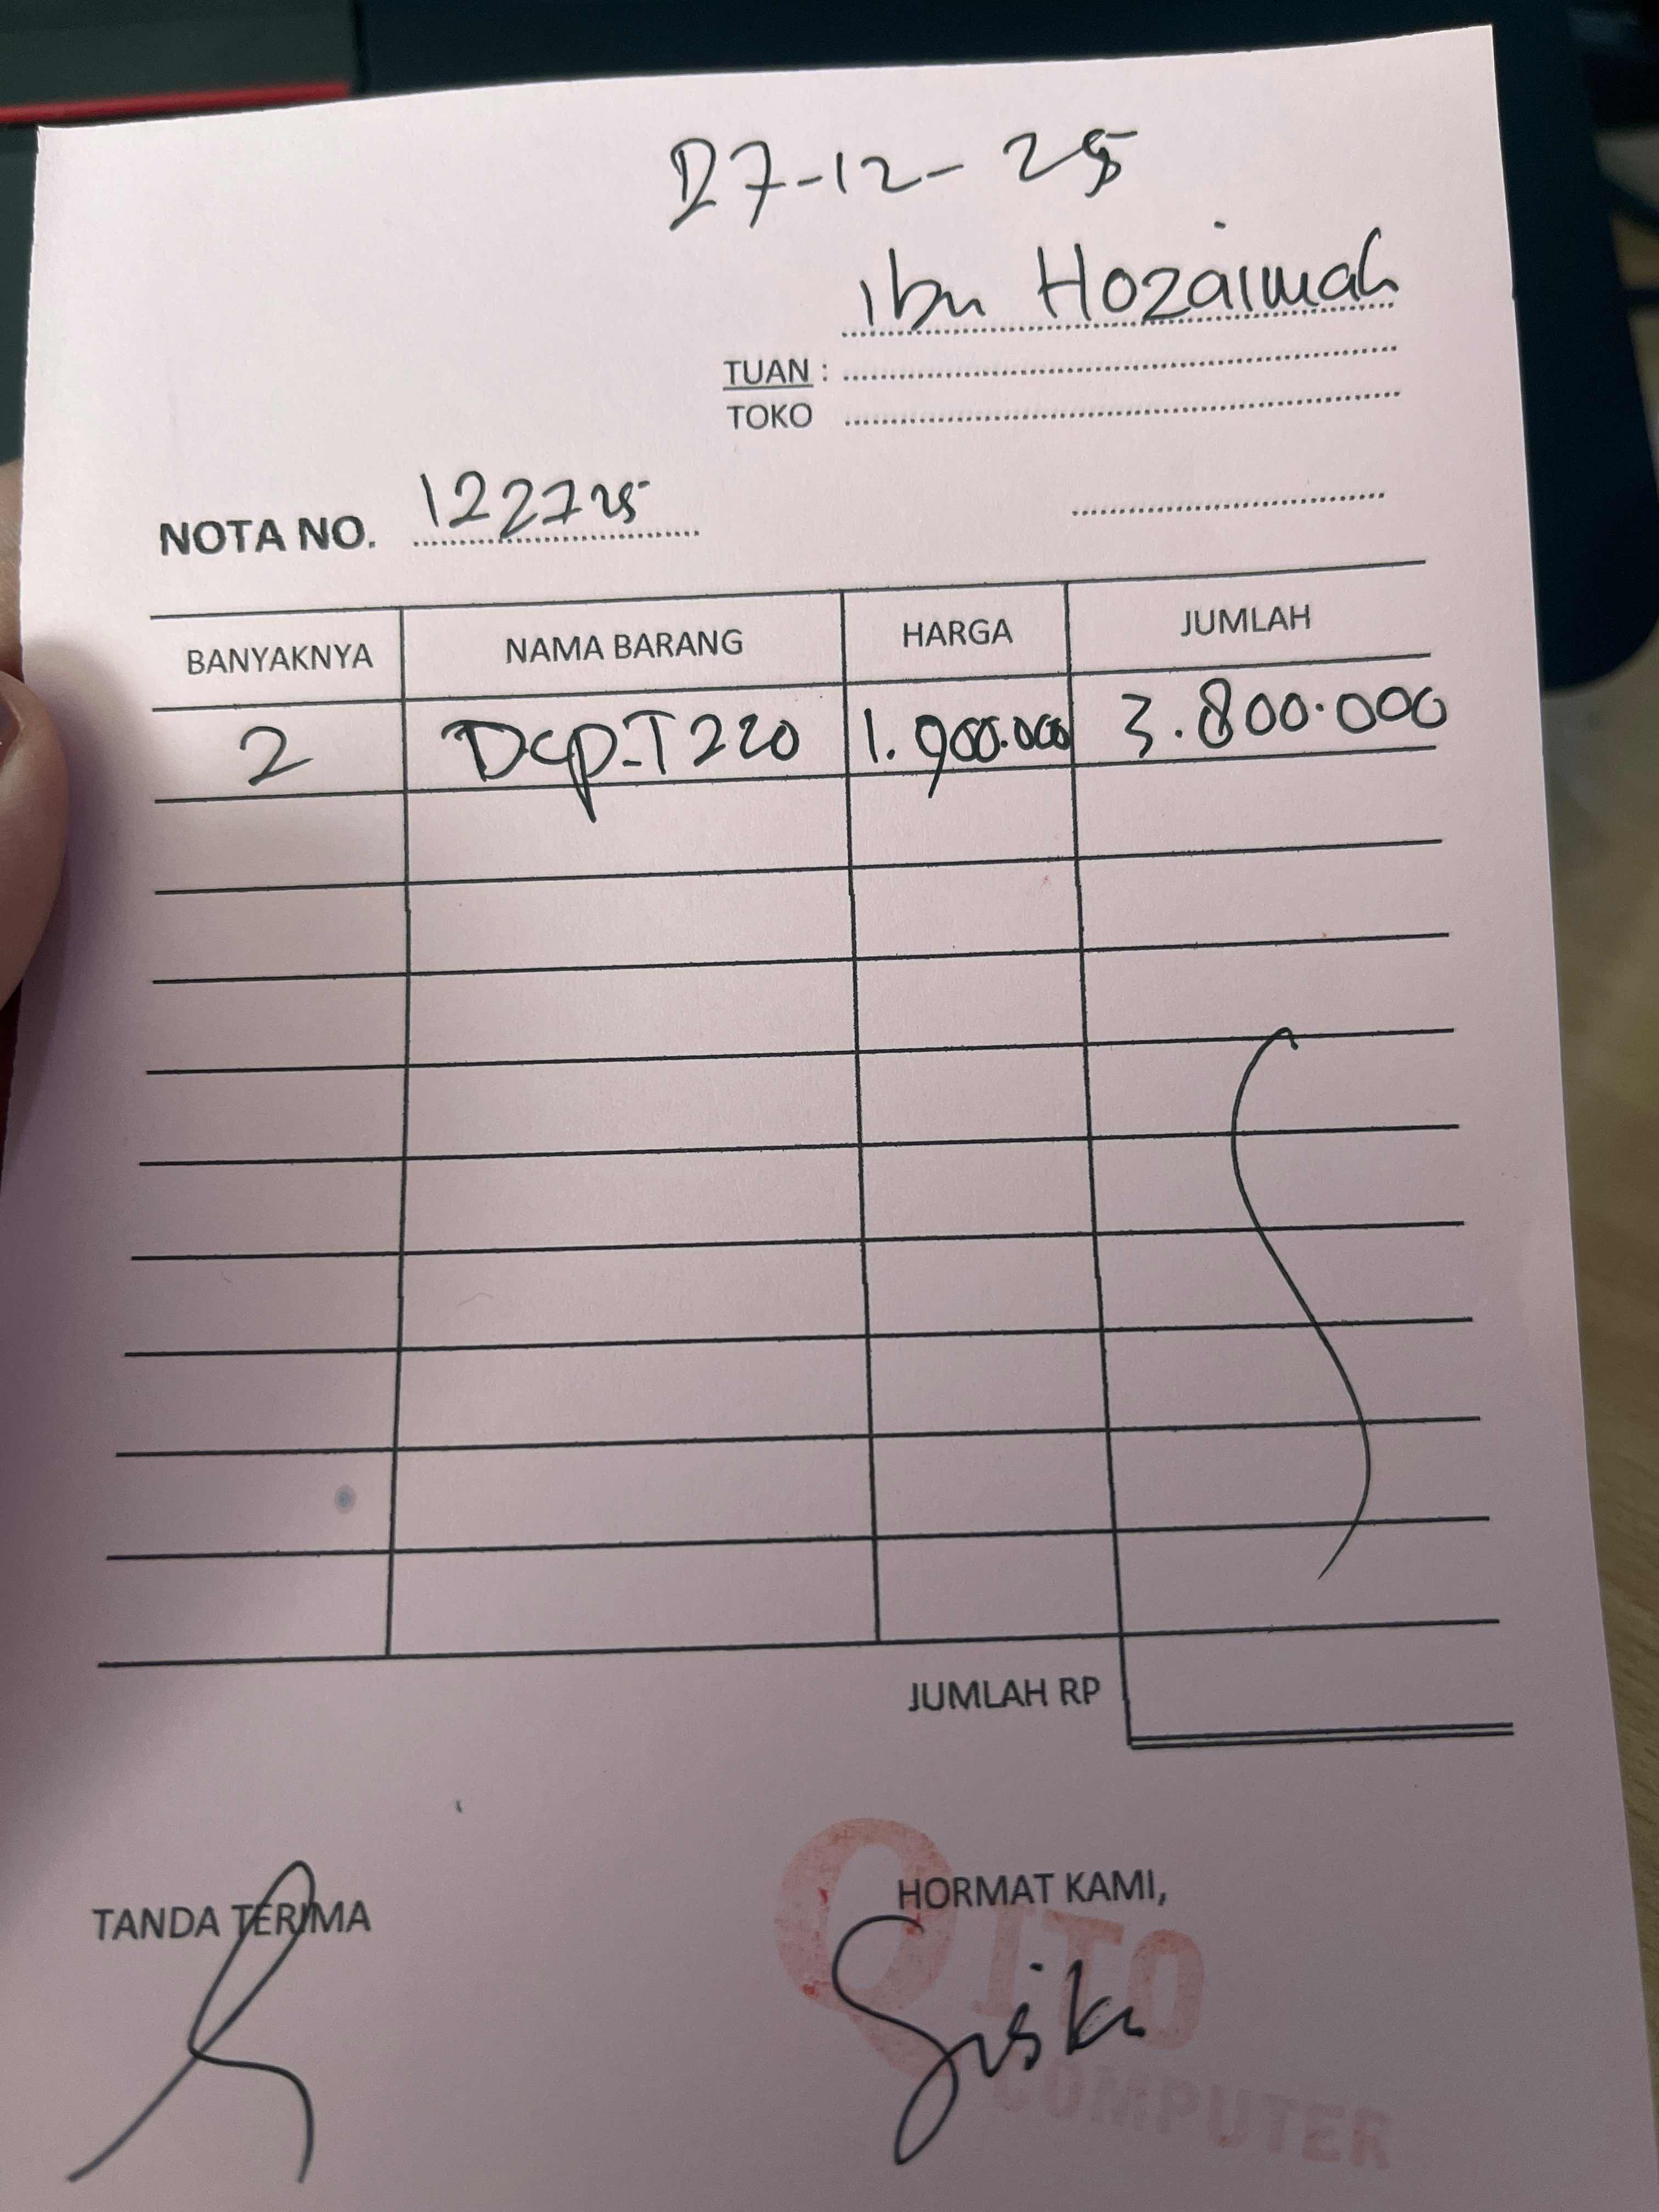 27-12-25
ibu Hozaimah
TUAN :
TOKO
NOTA NO. 122725
BANYAKNYA NAMA BARANG HARGA JUMLAH
2 Dcp-T220 1.900.000 3.800.000
JUMLAH RP
TANDA TERIMA HORMAT KAMI,
QITO
Siska
COMPUTER